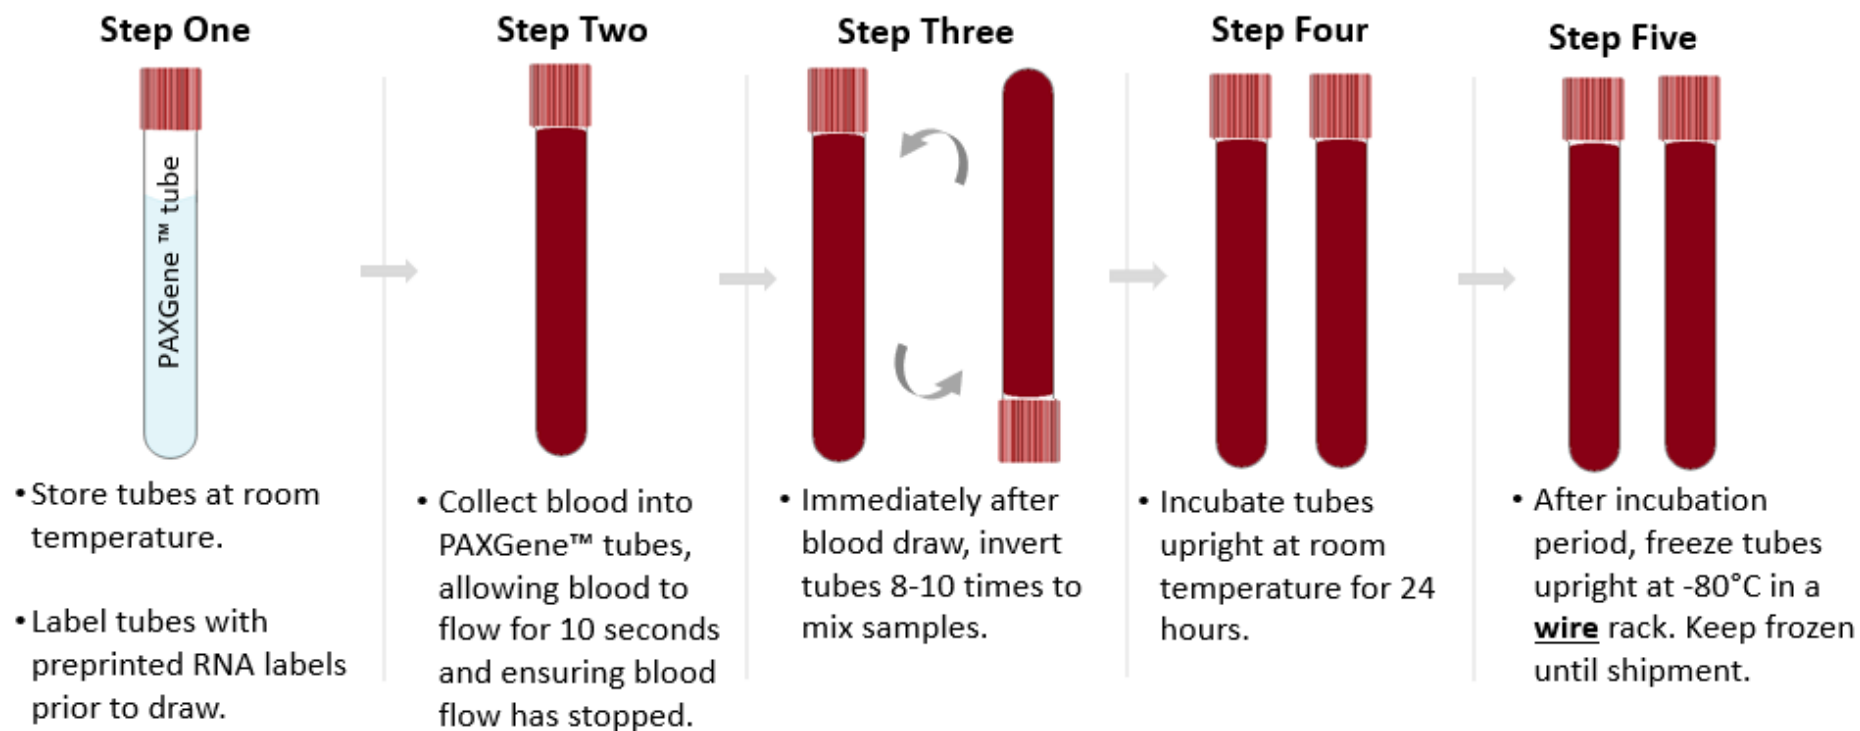 Step One
PAXGene ™ tube
• Store tubes at room
temperature.
• Label tubes with
preprinted RNA labels
prior to draw.
Step Two
• Collect blood into
PAXGene™ tubes,
allowing blood to
flow for 10 seconds
and ensuring blood
flow has stopped.
Step Three
• Immediately after
blood draw, invert
tubes 8-10 times to
mix samples.
Step Four
• Incubate tubes
upright at room
temperature for 24
hours.
Step Five
• After incubation
period, freeze tubes
upright at -80°C in a
wire rack. Keep frozen
until shipment.